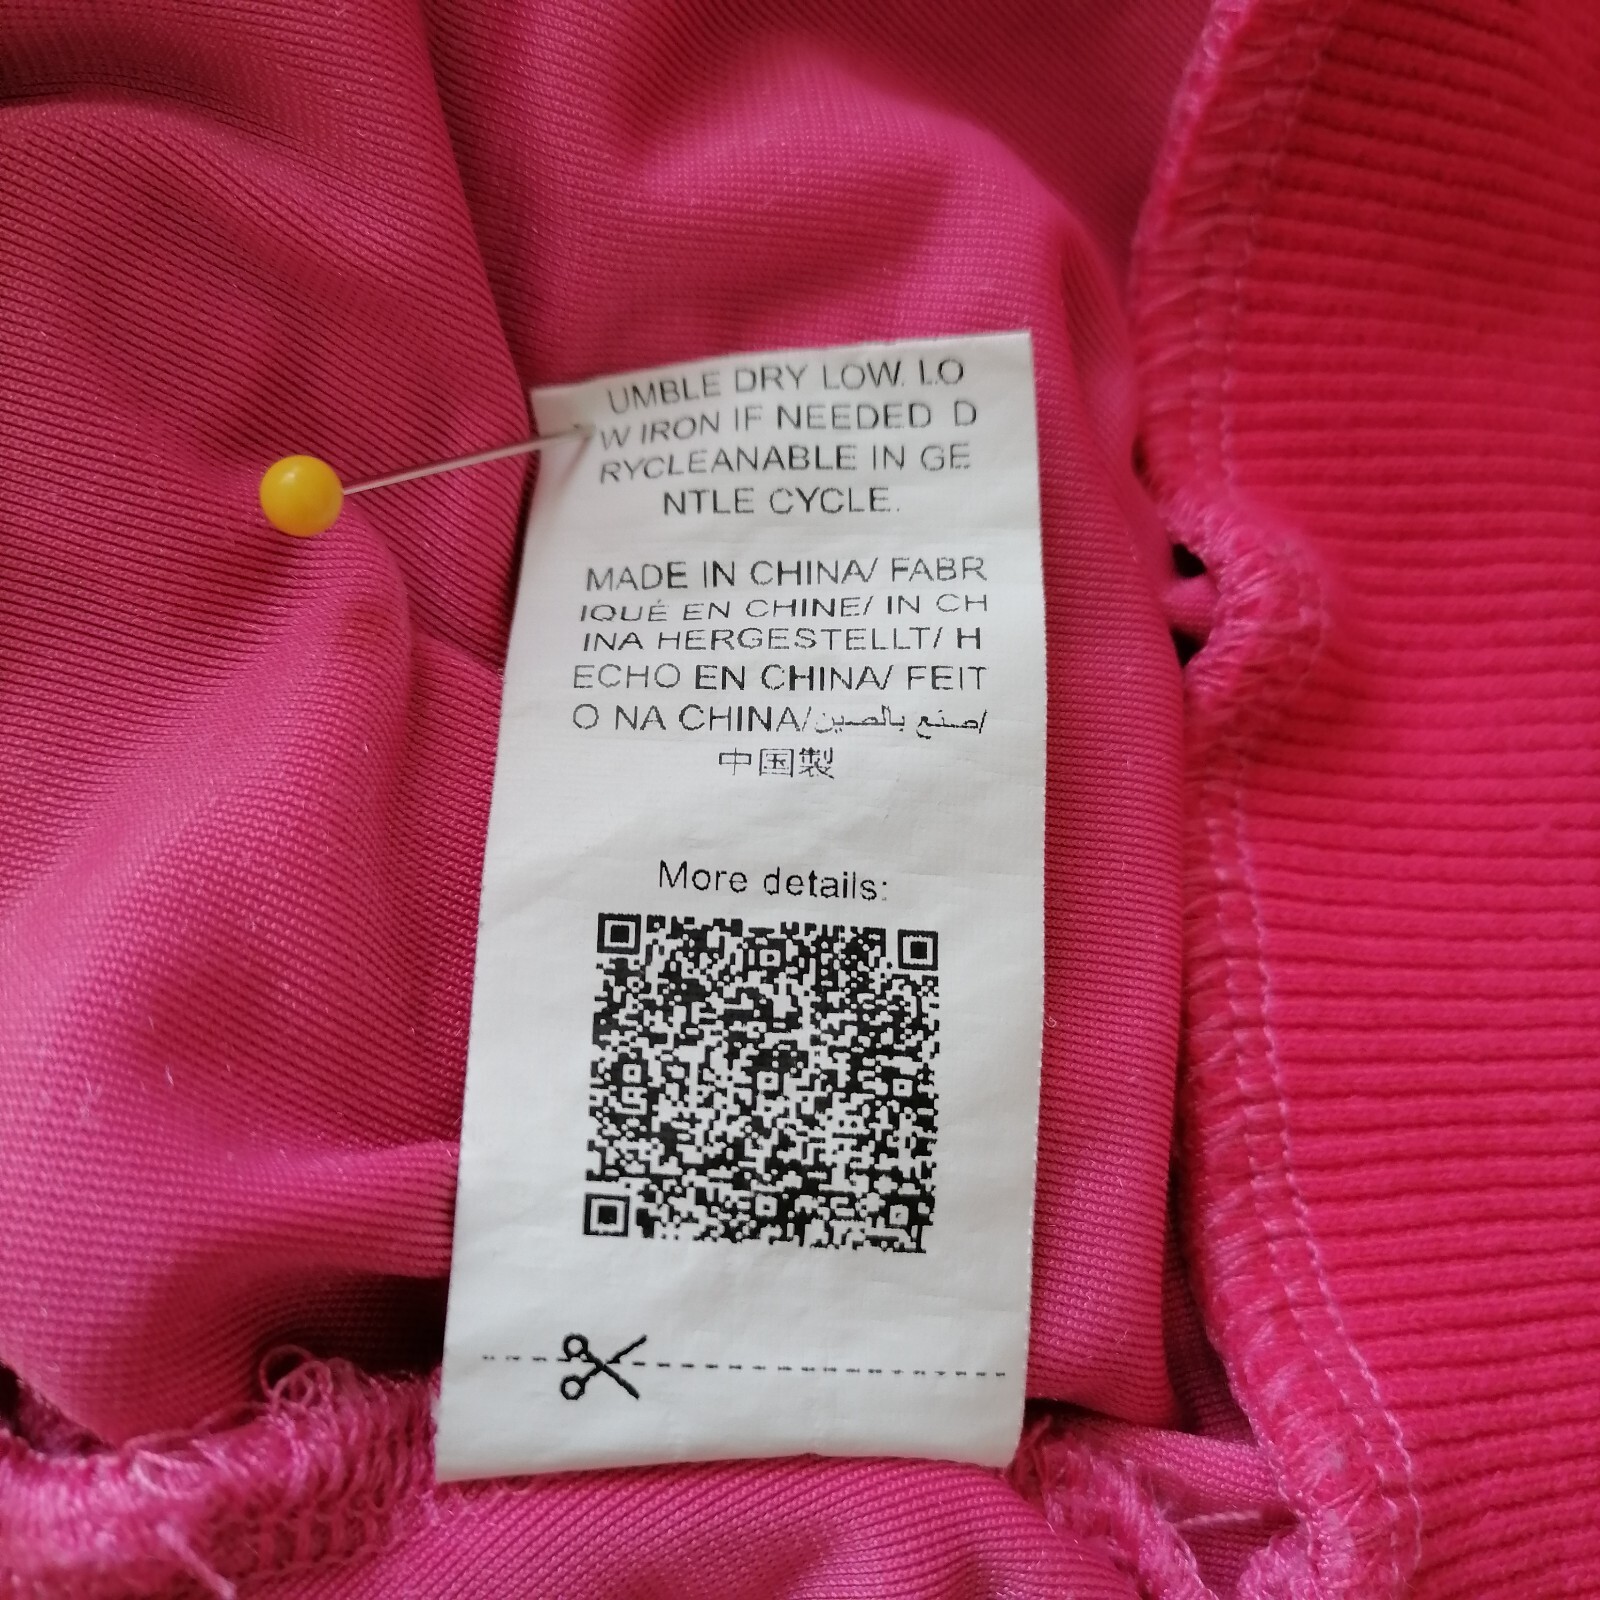 UMBLE DRY LOW. LO
W IRON IF NEEDED D
RYCLEANABLE IN GE
NTLE CYCLE.
MADE IN CHINA/ FABR
IQUÉ EN CHINE/ IN CH
INA HERGESTELLT/ H
ECHO EN CHINA/ FEIT
O NA CHINA/صنع بالصين/
中国製
More details: